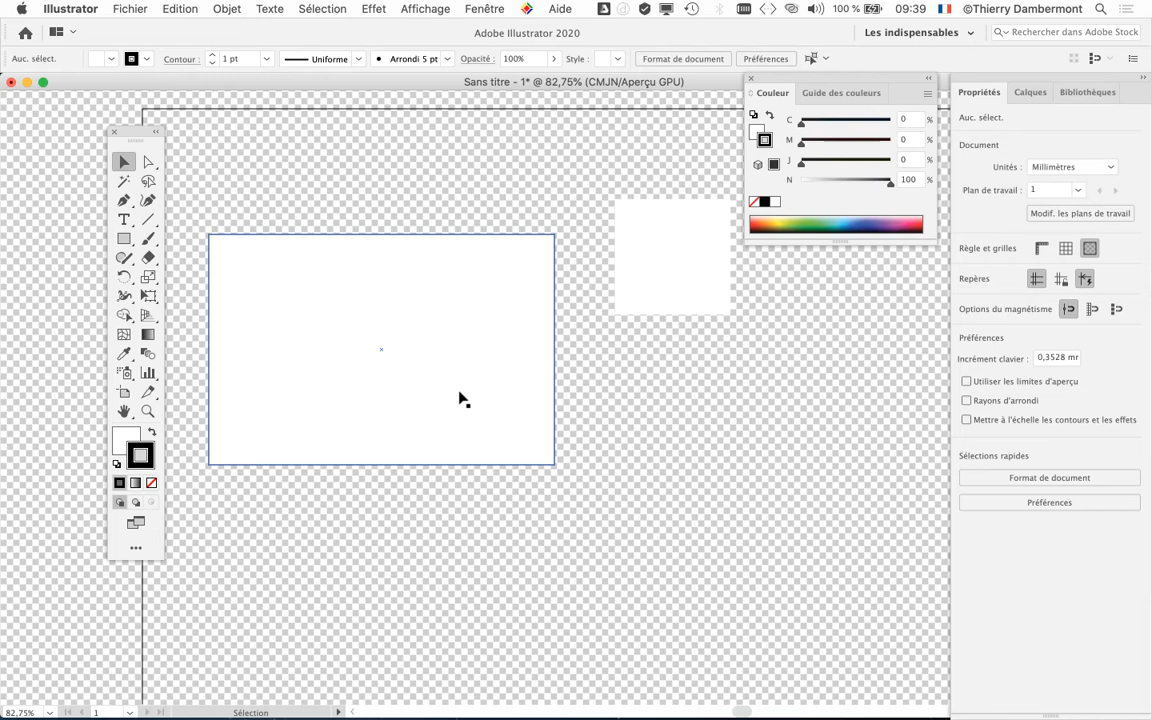 Illustrator Fichier Edition Objet Texte Sélection Effet Affichage Fenêtre Aide 100 % 09:39 ©Thierry Dambermont
Adobe Illustrator 2020 Les indispensables Rechercher dans Adobe Stock
Auc. sélect. Contour : 1 pt Uniforme Arrondi 5 pt Opacité : 100% Style : Format de document Préférences
Sans titre - 1* @ 82,75% (CMJN/Aperçu GPU)
Couleur Guide des couleurs
C 0 %
M 0 %
J 0 %
N 100 %
Propriétés Calques Bibliothèques
Auc. sélect.
Document
Unités : Millimètres
Plan de travail : 1
Modif. les plans de travail
Règle et grilles
Repères
Options du magnétisme
Préférences
Incrément clavier : 0,3528 mr
Utiliser les limites d'aperçu
Rayons d'arrondi
Mettre à l'échelle les contours et les effets
Sélections rapides
Format de document
Préférences
82,75% 1 Sélection